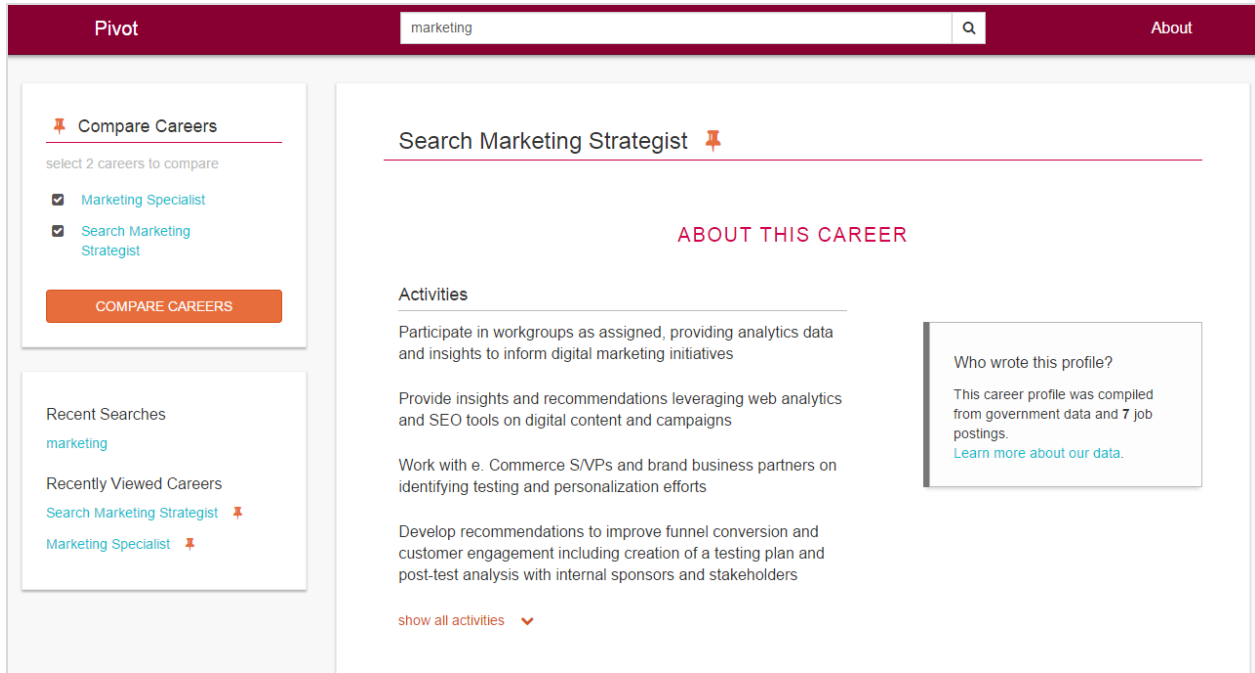 Pivot
marketing
About
Compare Careers
select 2 careers to compare
Marketing Specialist
Search Marketing
Strategist
COMPARE CAREERS
Recent Searches
marketing
Recently Viewed Careers
Search Marketing Strategist
Marketing Specialist
Search Marketing Strategist
ABOUT THIS CAREER
Activities
Participate in workgroups as assigned, providing analytics data
and insights to inform digital marketing initiatives
Provide insights and recommendations leveraging web analytics
and SEO tools on digital content and campaigns
Work with e. Commerce S/VPs and brand business partners on
identifying testing and personalization efforts
Develop recommendations to improve funnel conversion and
customer engagement including creation of a testing plan and
post-test analysis with internal sponsors and stakeholders
show all activities
Who wrote this profile?
This career profile was compiled
from government data and 7 job
postings.
Learn more about our data.